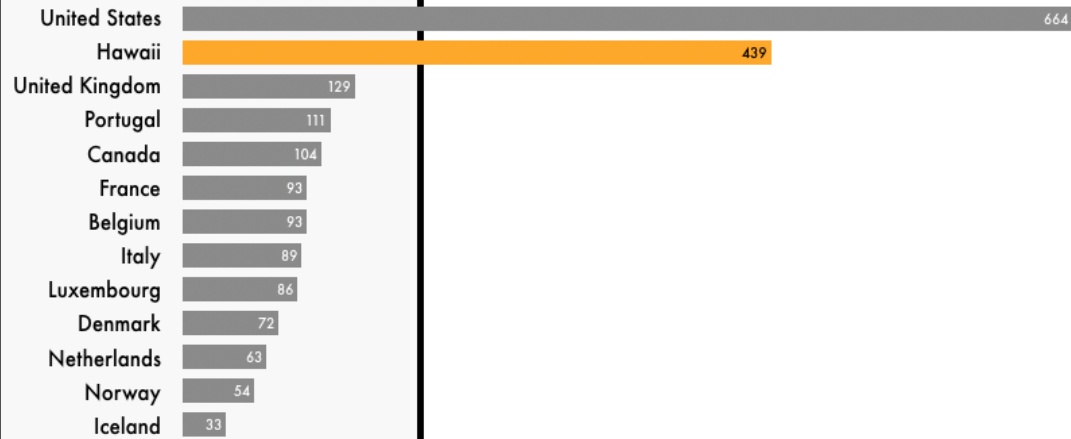 United States 664
Hawaii 439
United Kingdom 129
Portugal 111
Canada 104
France 93
Belgium 93
Italy 89
Luxembourg 86
Denmark 72
Netherlands 63
Norway 54
Iceland 33